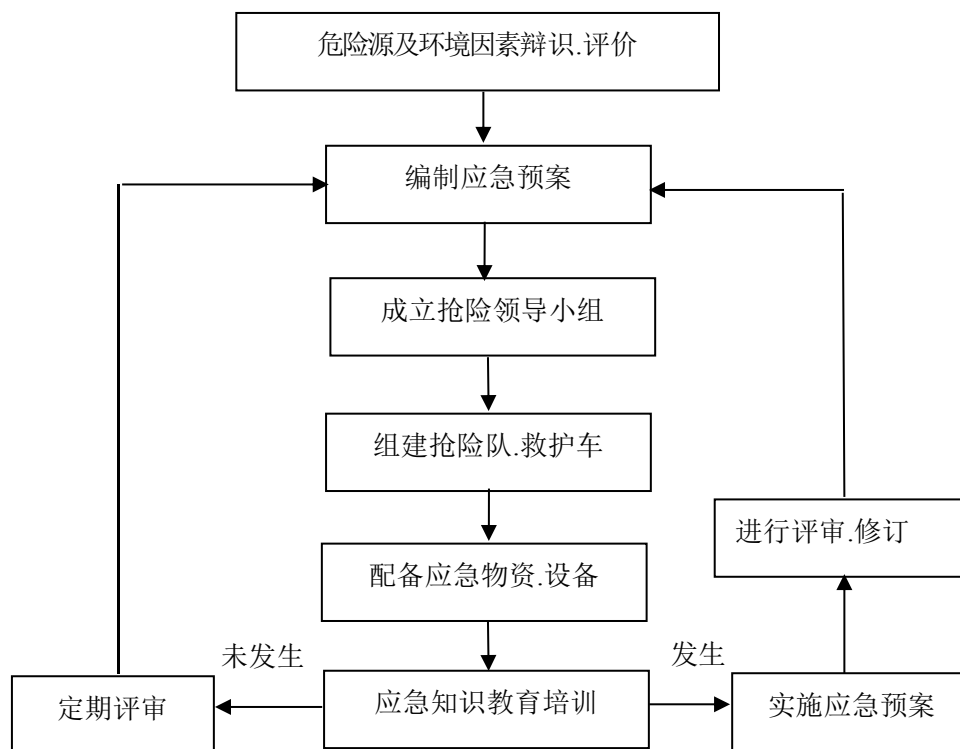 危险源及环境因素辩识.评价
编制应急预案
成立抢险领导小组
组建抢险队.救护车
进行评审.修订
配备应急物资.设备
未发生
发生
定期评审
应急知识教育培训
实施应急预案